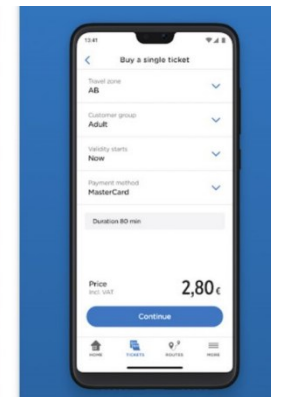 13:41
Buy a single ticket
Travel zone
AB
Customer group
Adult
Validity starts
Now
Payment method
MasterCard
Duration 80 min
Price
Incl. VAT
2,80 €
Continue
HOME
TICKETS
ROUTES
MORE